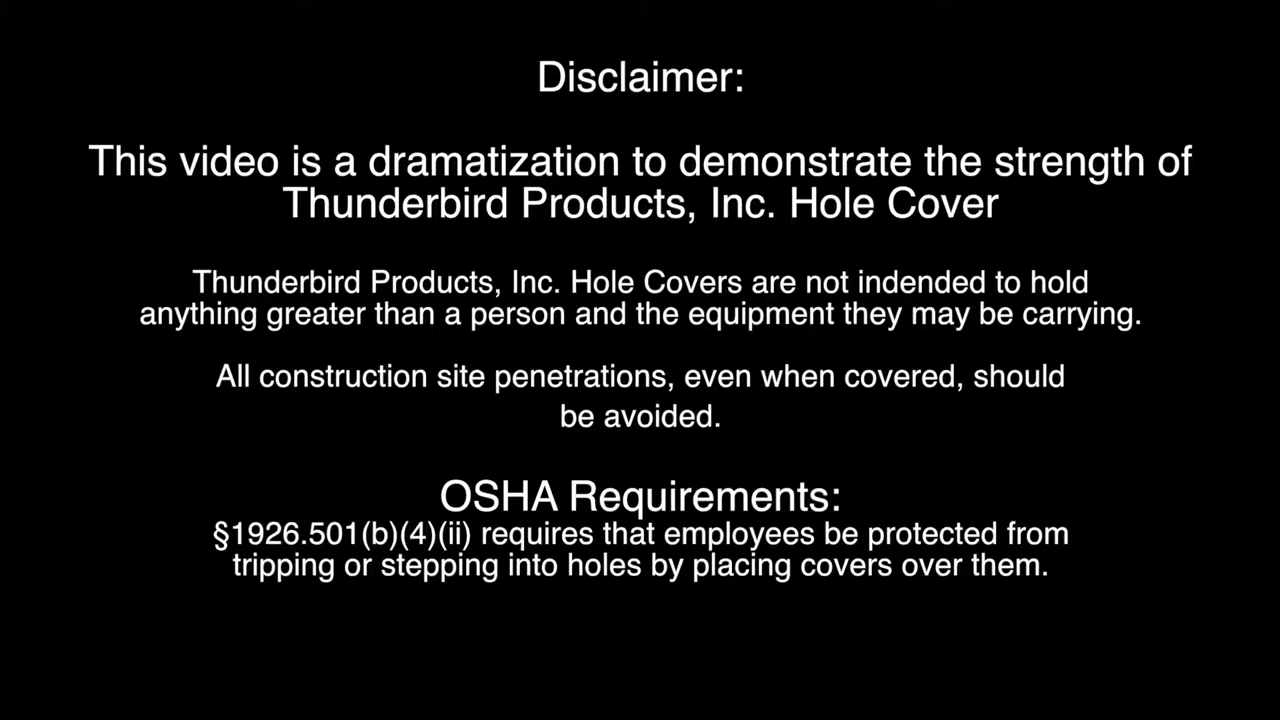 Disclaimer:
This video is a dramatization to demonstrate the strength of
Thunderbird Products, Inc. Hole Cover
Thunderbird Products, Inc. Hole Covers are not indended to hold
anything greater than a person and the equipment they may be carrying.
All construction site penetrations, even when covered, should
be avoided.
OSHA Requirements:
§1926.501(b)(4)(ii) requires that employees be protected from
tripping or stepping into holes by placing covers over them.